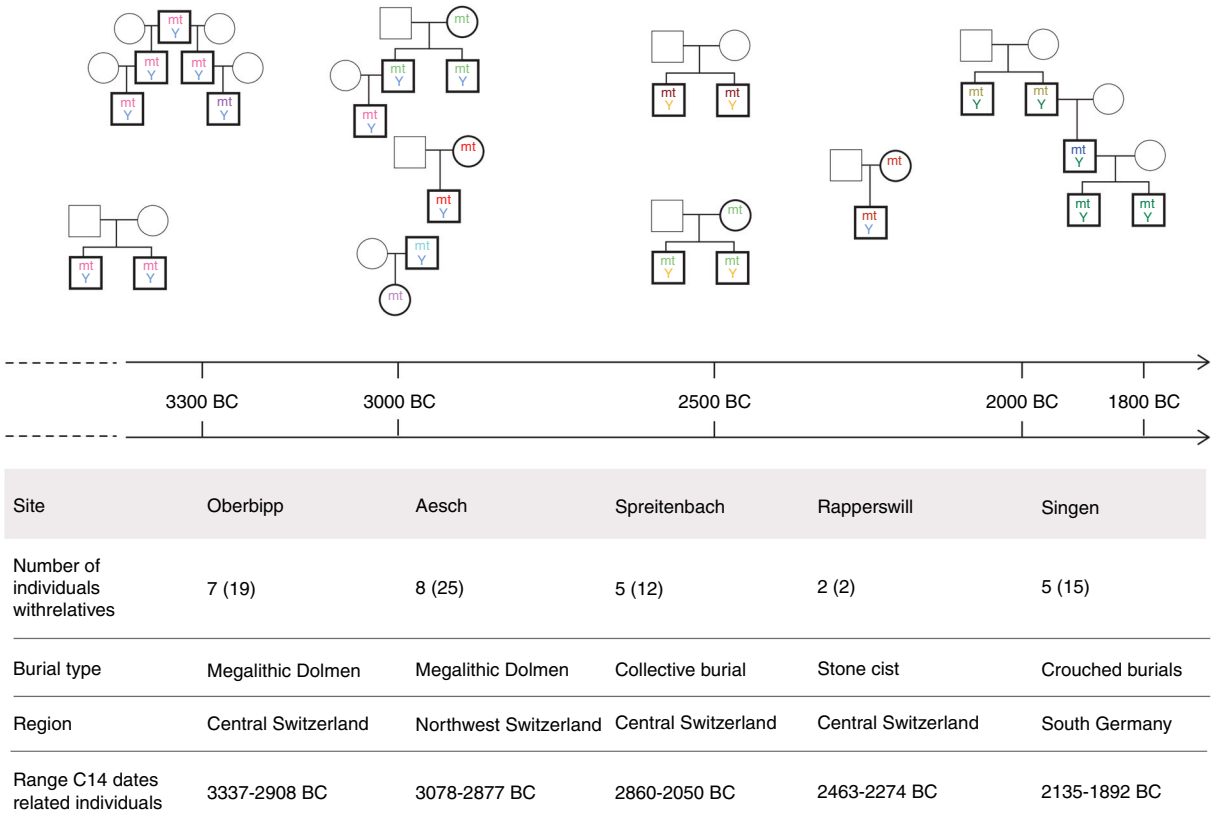 mt
Y
mt
Y
mt
Y
mt
Y
mt
Y
mt
Y
mt
Y
mt
mt
Y
mt
Y
mt
Y
mt
mt
Y
mt
Y
mt
mt
Y
mt
Y
mt
mt
Y
mt
Y
mt
mt
Y
mt
Y
mt
Y
mt
Y
mt
Y
mt
Y
3300 BC 3000 BC 2500 BC 2000 BC 1800 BC
Site Oberbipp Aesch Spreitenbach Rapperswill Singen
Number of
individuals 7 (19) 8 (25) 5 (12) 2 (2) 5 (15)
withrelatives
Burial type Megalithic Dolmen Megalithic Dolmen Collective burial Stone cist Crouched burials
Region Central Switzerland Northwest Switzerland Central Switzerland Central Switzerland South Germany
Range C14 dates
related individuals 3337-2908 BC 3078-2877 BC 2860-2050 BC 2463-2274 BC 2135-1892 BC